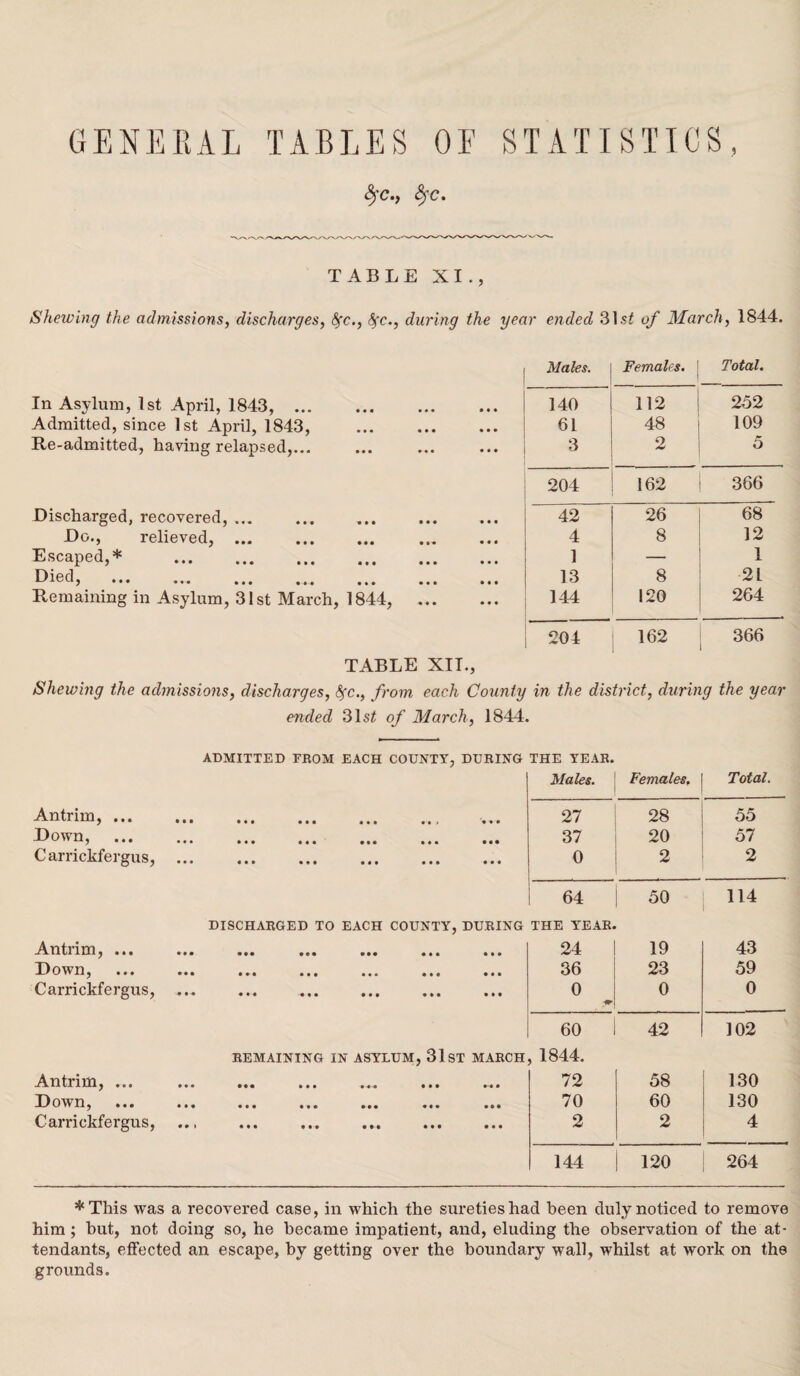 GENERAL TABLES OF STATISTICS,
&c., &c.
TABLE XI.,
Shewing the admissions, discharges, &c., &c., during the year ended 31st of March, 1844.
Males. Females. Total.
In Asylum, 1st April, 1843, ... ... ... ... 140 112 252
Admitted, since 1st April, 1843, ... ... ... 61 48 109
Re-admitted, having relapsed,... ... ... ... 3 2 5
204 162 366
Discharged, recovered, ... ... ... ... ... 42 26 68
Do., relieved, ... ... ... ... ... 4 8 12
Escaped,* ... ... ... ... ... ... 1 — 1
Died, ... ... ... ... ... ... ... 13 8 21
Remaining in Asylum, 31st March, 1844, ... ... 144 120 264
204 162 366
TABLE XII.,
Shewing the admissions, discharges, &c., from each County in the district, during the year
ended 31st of March, 1844.
ADMITTED FROM EACH COUNTY, DURING THE YEAR.
Males. Females. Total.
Antrim, ... ... ... ... ... ... ... 27 28 55
Down, ... ... ... ... ... ... ... 37 20 57
Carrickfergus, ... ... ... ... ... ... 0 2 2
64 50 114
DISCHARGED TO EACH COUNTY, DURING THE YEAR.
Antrim, ... ... ... ... ... ... ... 24 19 43
Down, ... ... ... ... ... ... ... 36 23 59
Carrickfergus, ... ... ... ... ... ... 0 0 0
60 42 102
REMAINING IN ASYLUM, 31ST MARCH, 1844.
Antrim, ... ... ... ... ... ... ... 72 58 130
Down, ... ... ... ... ... ... ... 70 60 130
Carrickfergus, ... ... ... ... ... ... 2 2 4
144 120 264
*This was a recovered case, in which the sureties had been duly noticed to remove
him; but, not doing so, he became impatient, and, eluding the observation of the at-
tendants, effected an escape, by getting over the boundary wall, whilst at work on the
grounds.